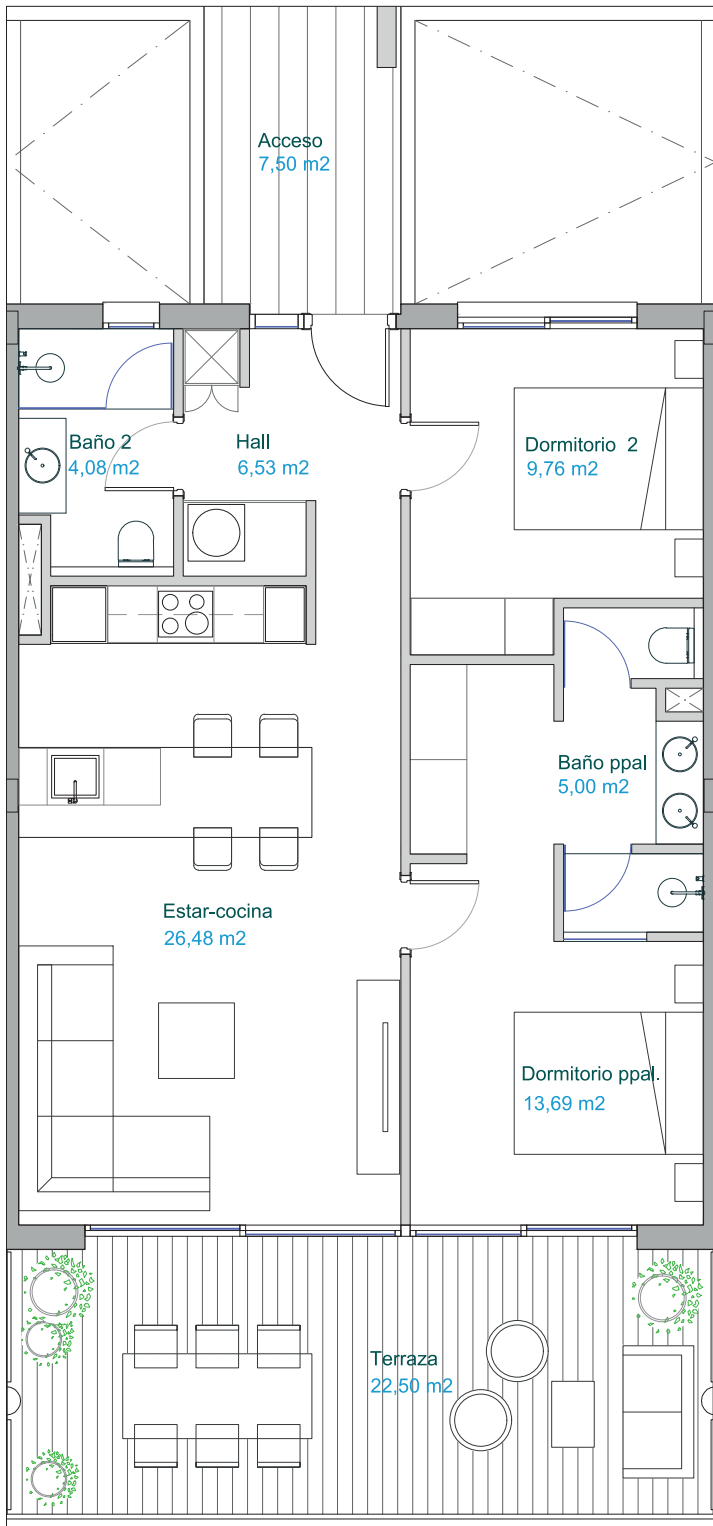 Acceso
7,50 m2
Baño 2
4,08 m2
Hall
6,53 m2
Dormitorio 2
9,76 m2
Baño ppal
5,00 m2
Estar-cocina
26,48 m2
Dormitorio ppal.
13,69 m2
Terraza
22,50 m2